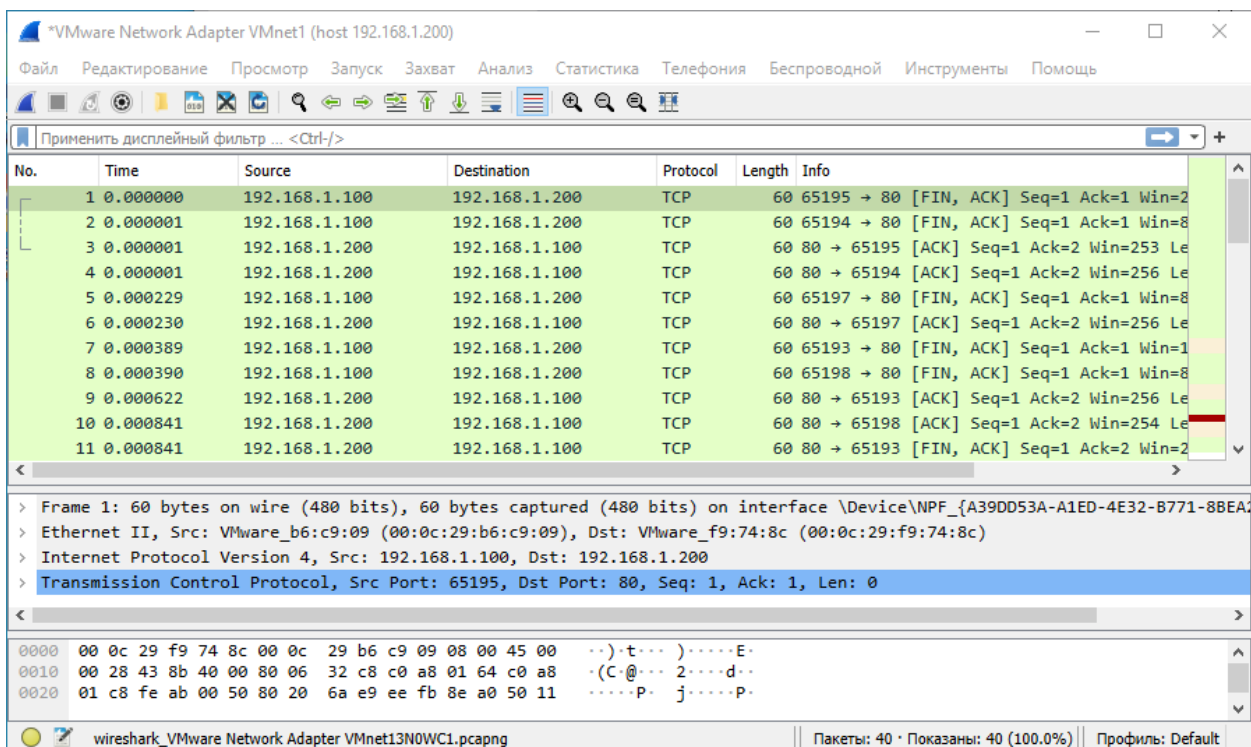 *VMware Network Adapter VMnet1 (host 192.168.1.200)
Файл Редактирование Просмотр Запуск Захват Анализ Статистика Телефония Беспроводной Инструменты Помощь
Применить дисплейный фильтр ... <Ctrl-/>
No. Time Source Destination Protocol Length Info
1 0.000000 192.168.1.100 192.168.1.200 TCP 60 65195 → 80 [FIN, ACK] Seq=1 Ack=1 Win=2
2 0.000001 192.168.1.100 192.168.1.200 TCP 60 65194 → 80 [FIN, ACK] Seq=1 Ack=1 Win=8
3 0.000001 192.168.1.200 192.168.1.100 TCP 60 80 → 65195 [ACK] Seq=1 Ack=2 Win=253 Le
4 0.000001 192.168.1.200 192.168.1.100 TCP 60 80 → 65194 [ACK] Seq=1 Ack=2 Win=256 Le
5 0.000229 192.168.1.100 192.168.1.200 TCP 60 65197 → 80 [FIN, ACK] Seq=1 Ack=1 Win=8
6 0.000230 192.168.1.200 192.168.1.100 TCP 60 80 → 65197 [ACK] Seq=1 Ack=2 Win=256 Le
7 0.000389 192.168.1.100 192.168.1.200 TCP 60 65193 → 80 [FIN, ACK] Seq=1 Ack=1 Win=1
8 0.000390 192.168.1.100 192.168.1.200 TCP 60 65198 → 80 [FIN, ACK] Seq=1 Ack=1 Win=8
9 0.000622 192.168.1.200 192.168.1.100 TCP 60 80 → 65193 [ACK] Seq=1 Ack=2 Win=256 Le
10 0.000841 192.168.1.200 192.168.1.100 TCP 60 80 → 65198 [ACK] Seq=1 Ack=2 Win=254 Le
11 0.000841 192.168.1.200 192.168.1.100 TCP 60 80 → 65193 [FIN, ACK] Seq=1 Ack=2 Win=2
Frame 1: 60 bytes on wire (480 bits), 60 bytes captured (480 bits) on interface \Device\NPF_{A39DD53A-A1ED-4E32-B771-8BEA2
Ethernet II, Src: VMware_b6:c9:09 (00:0c:29:b6:c9:09), Dst: VMware_f9:74:8c (00:0c:29:f9:74:8c)
Internet Protocol Version 4, Src: 192.168.1.100, Dst: 192.168.1.200
Transmission Control Protocol, Src Port: 65195, Dst Port: 80, Seq: 1, Ack: 1, Len: 0
0000 00 0c 29 f9 74 8c 00 0c 29 b6 c9 09 08 00 45 00 ··)·t··· )·····E·
0010 00 28 43 8b 40 00 80 06 32 c8 c0 a8 01 64 c0 a8 ·(C·@··· 2····d··
0020 01 c8 fe ab 00 50 80 20 6a e9 ee fb 8e a0 50 11 ·····P·  j·····P·
wireshark_VMware Network Adapter VMnet13N0WC1.pcapng Пакеты: 40 · Показаны: 40 (100.0%) Профиль: Default